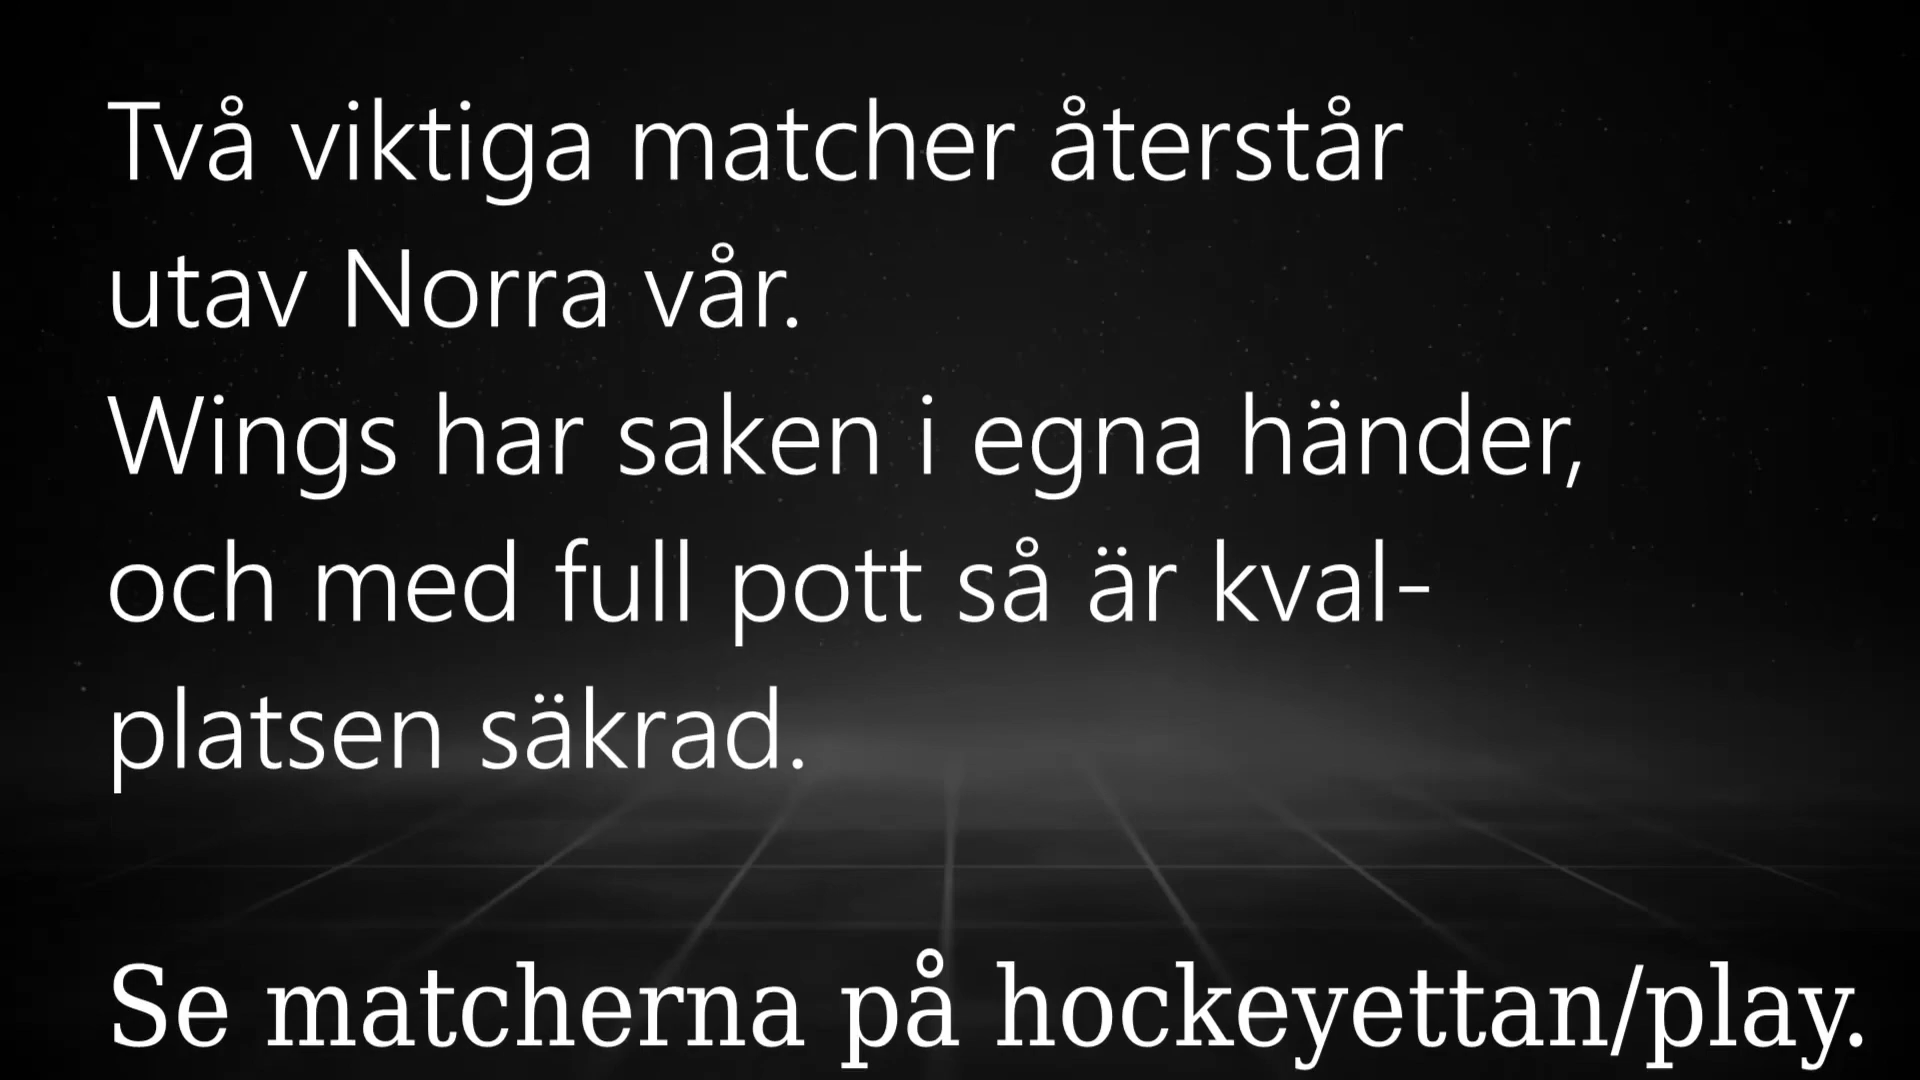 Två viktiga matcher återstår
utav Norra vår.
Wings har saken i egna händer,
och med full pott så är kval-
platsen säkrad.
Se matcherna på hockeyettan/play.